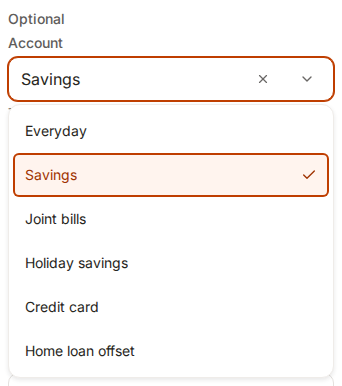 Optional
Account
Savings
Everyday
Savings
Joint bills
Holiday savings
Credit card
Home loan offset